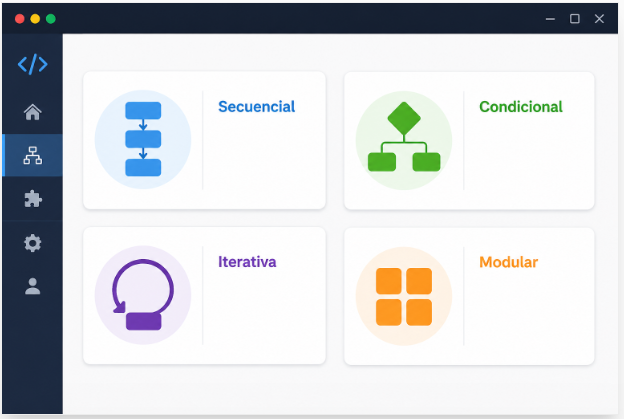 Secuencial
Condicional
Iterativa
Modular